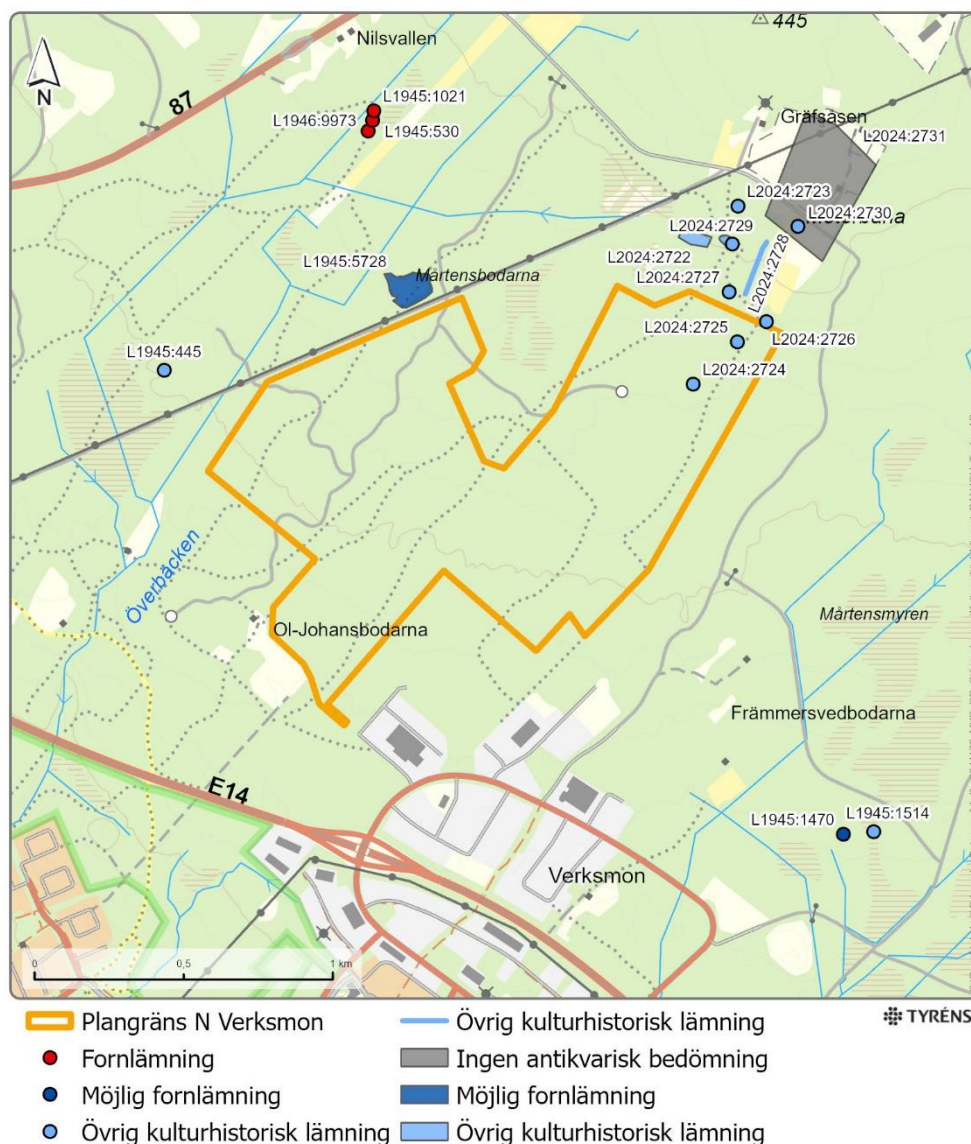 445
Nilsvallen
87
N
L1945:1021
L1946:9973
L1945:530
Gräfsåsen
L2024:2731
L2024:2723
L2024:2730
L2024:2729
L2024:2722
L2024:2728
L2024:2727
L1945:5728
Mårtensbodarna
L2024:2725
L2024:2726
L1945:445
L2024:2724
Överbäcken
Ol-Johansbodarna
Mårtensmyren
Främmersvedbodarna
E14
L1945:1470
L1945:1514
Verksmon
0 0,5 1 km
Plangräns N Verksmon
Fornlämning
Möjlig fornlämning
Övrig kulturhistorisk lämning
Övrig kulturhistorisk lämning
Ingen antikvarisk bedömning
Möjlig fornlämning
Övrig kulturhistorisk lämning
TYRÉNS